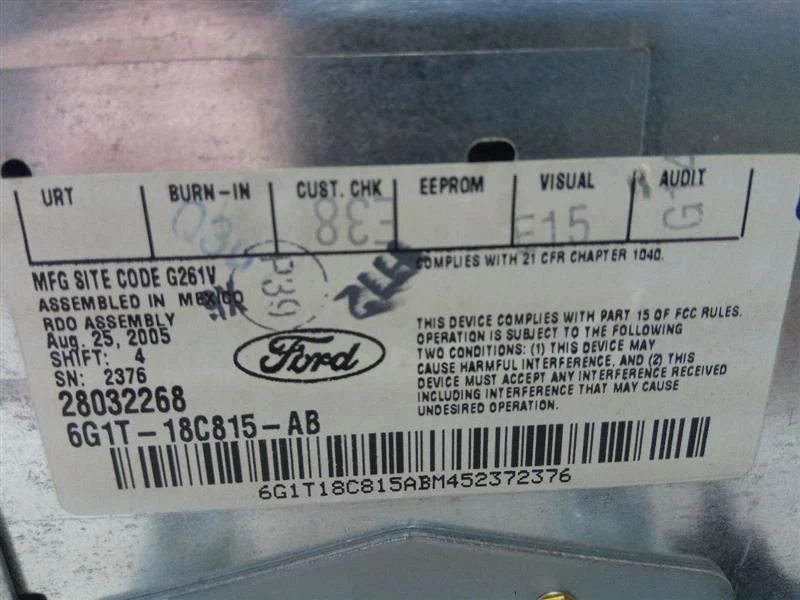 URT BURN-IN CUST. CHK EEPROM VISUAL AUDIT
E38 E15
P39
MFG SITE CODE G261V
ASSEMBLED IN MEXICO
RDO ASSEMBLY
Aug. 25, 2005
SHIFT: 4
SN: 2376
28032268
6G1T-18C815-AB
Ford
COMPLIES WITH 21 CFR CHAPTER 1040.
THIS DEVICE COMPLIES WITH PART 15 OF FCC RULES.
OPERATION IS SUBJECT TO THE FOLLOWING
TWO CONDITIONS: (1) THIS DEVICE MAY
CAUSE HARMFUL INTERFERENCE, AND (2) THIS
DEVICE MUST ACCEPT ANY INTERFERENCE RECEIVED
INCLUDING INTERFERENCE THAT MAY CAUSE
UNDESIRED OPERATION.
6G1T18C815ABM452372376